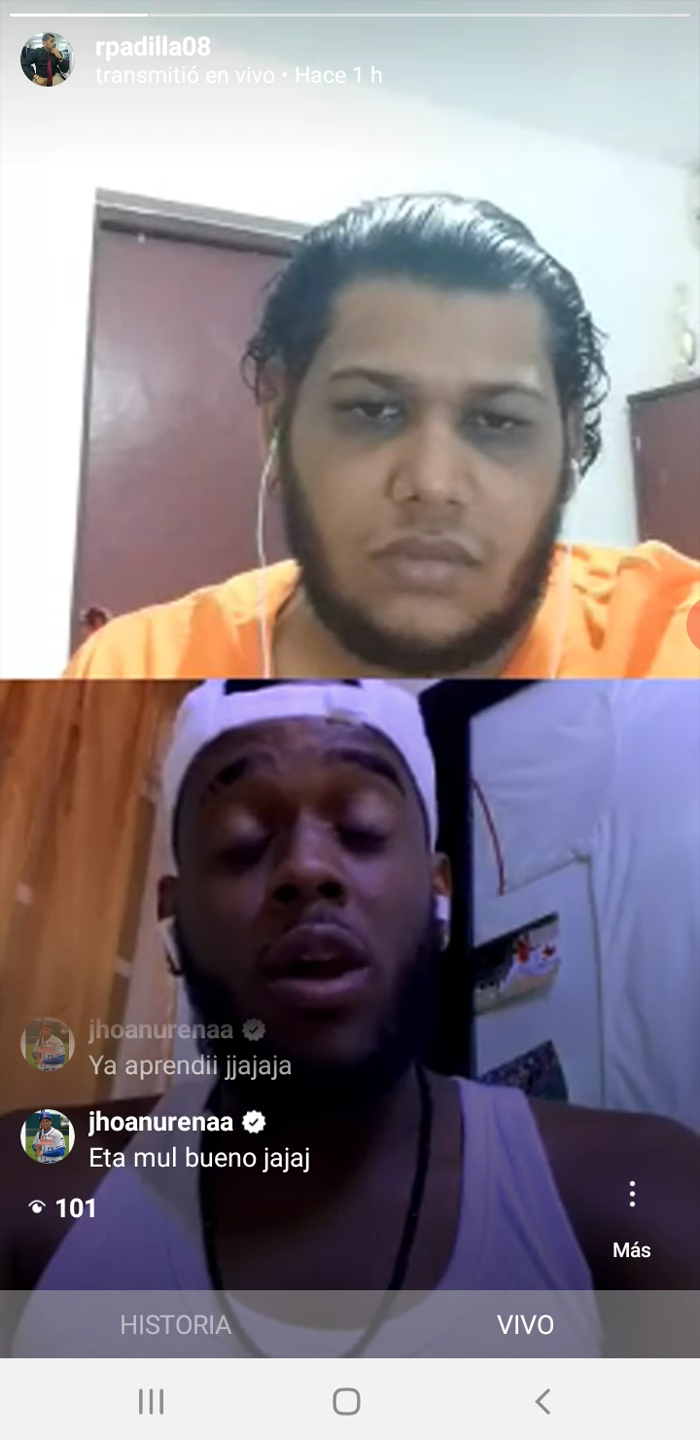 rpadilla08
transmitió en vivo • Hace 1 h
jhoanurenaa
Ya aprendii jjajaja
jhoanurenaa
Eta mul bueno jajaj
101
Más
HISTORIA
VIVO